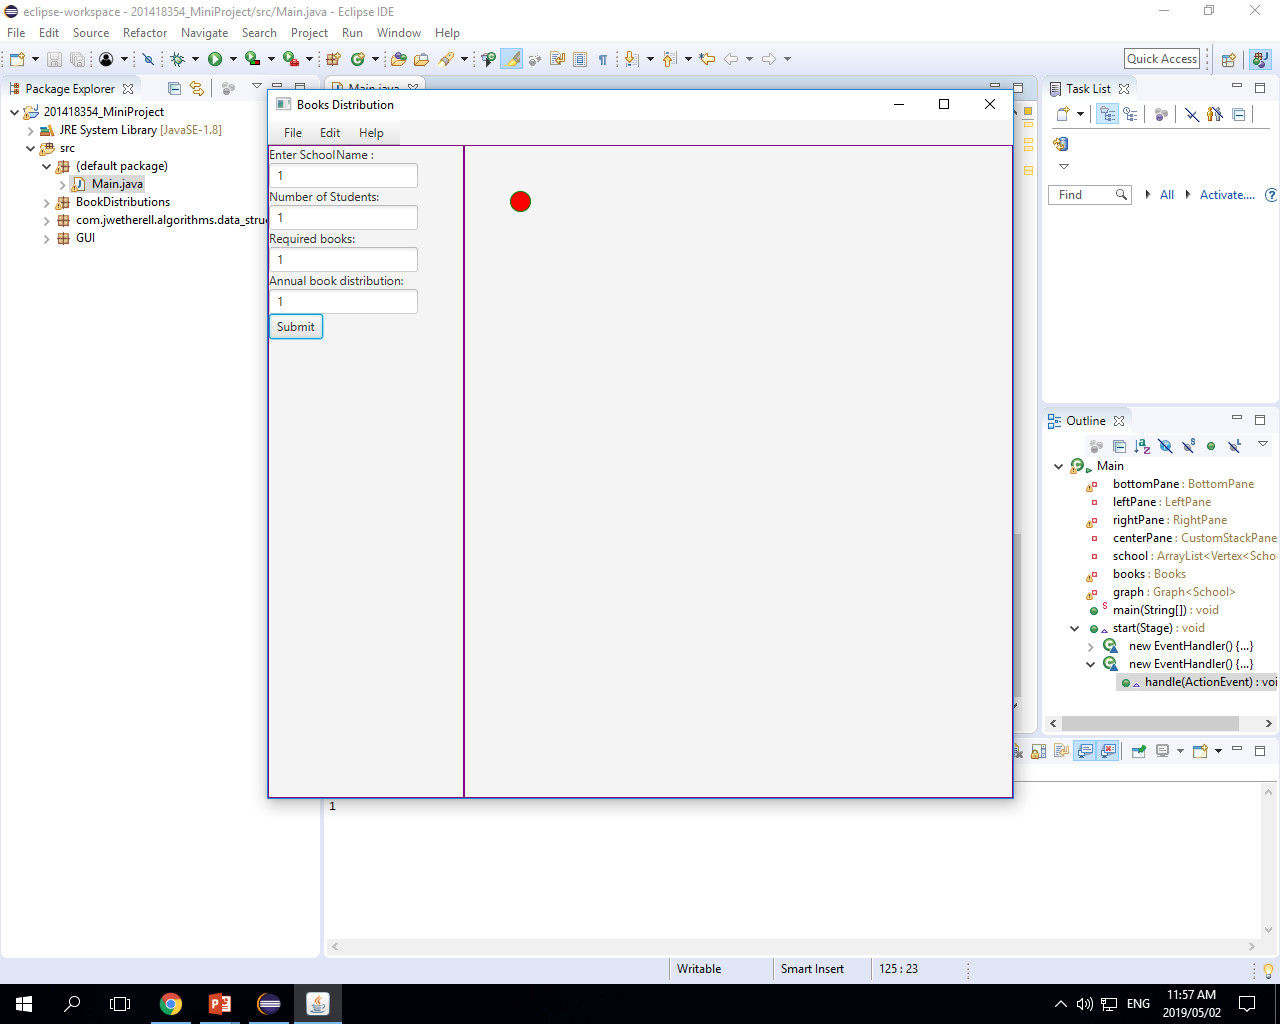 eclipse-workspace - 201418354_MiniProject/src/Main.java - Eclipse IDE
File Edit Source Refactor Navigate Search Project Run Window Help
Quick Access
Package Explorer
201418354_MiniProject
JRE System Library [JavaSE-1.8]
src
(default package)
Main.java
BookDistributions
com.jwetherell.algorithms.data_struc
GUI
Main.java
Books Distribution
File Edit Help
Enter SchoolName :
1
Number of Students:
1
Required books:
1
Annual book distribution:
1
Submit
Task List
Find All Activate....
Outline
Main
bottomPane : BottomPane
leftPane : LeftPane
rightPane : RightPane
centerPane : CustomStackPane
school : ArrayList<Vertex<Scho
books : Books
graph : Graph<School>
main(String[]) : void
start(Stage) : void
new EventHandler() {...}
new EventHandler() {...}
handle(ActionEvent) : voi
1
Writable Smart Insert 125 : 23
ENG
11:57 AM
2019/05/02